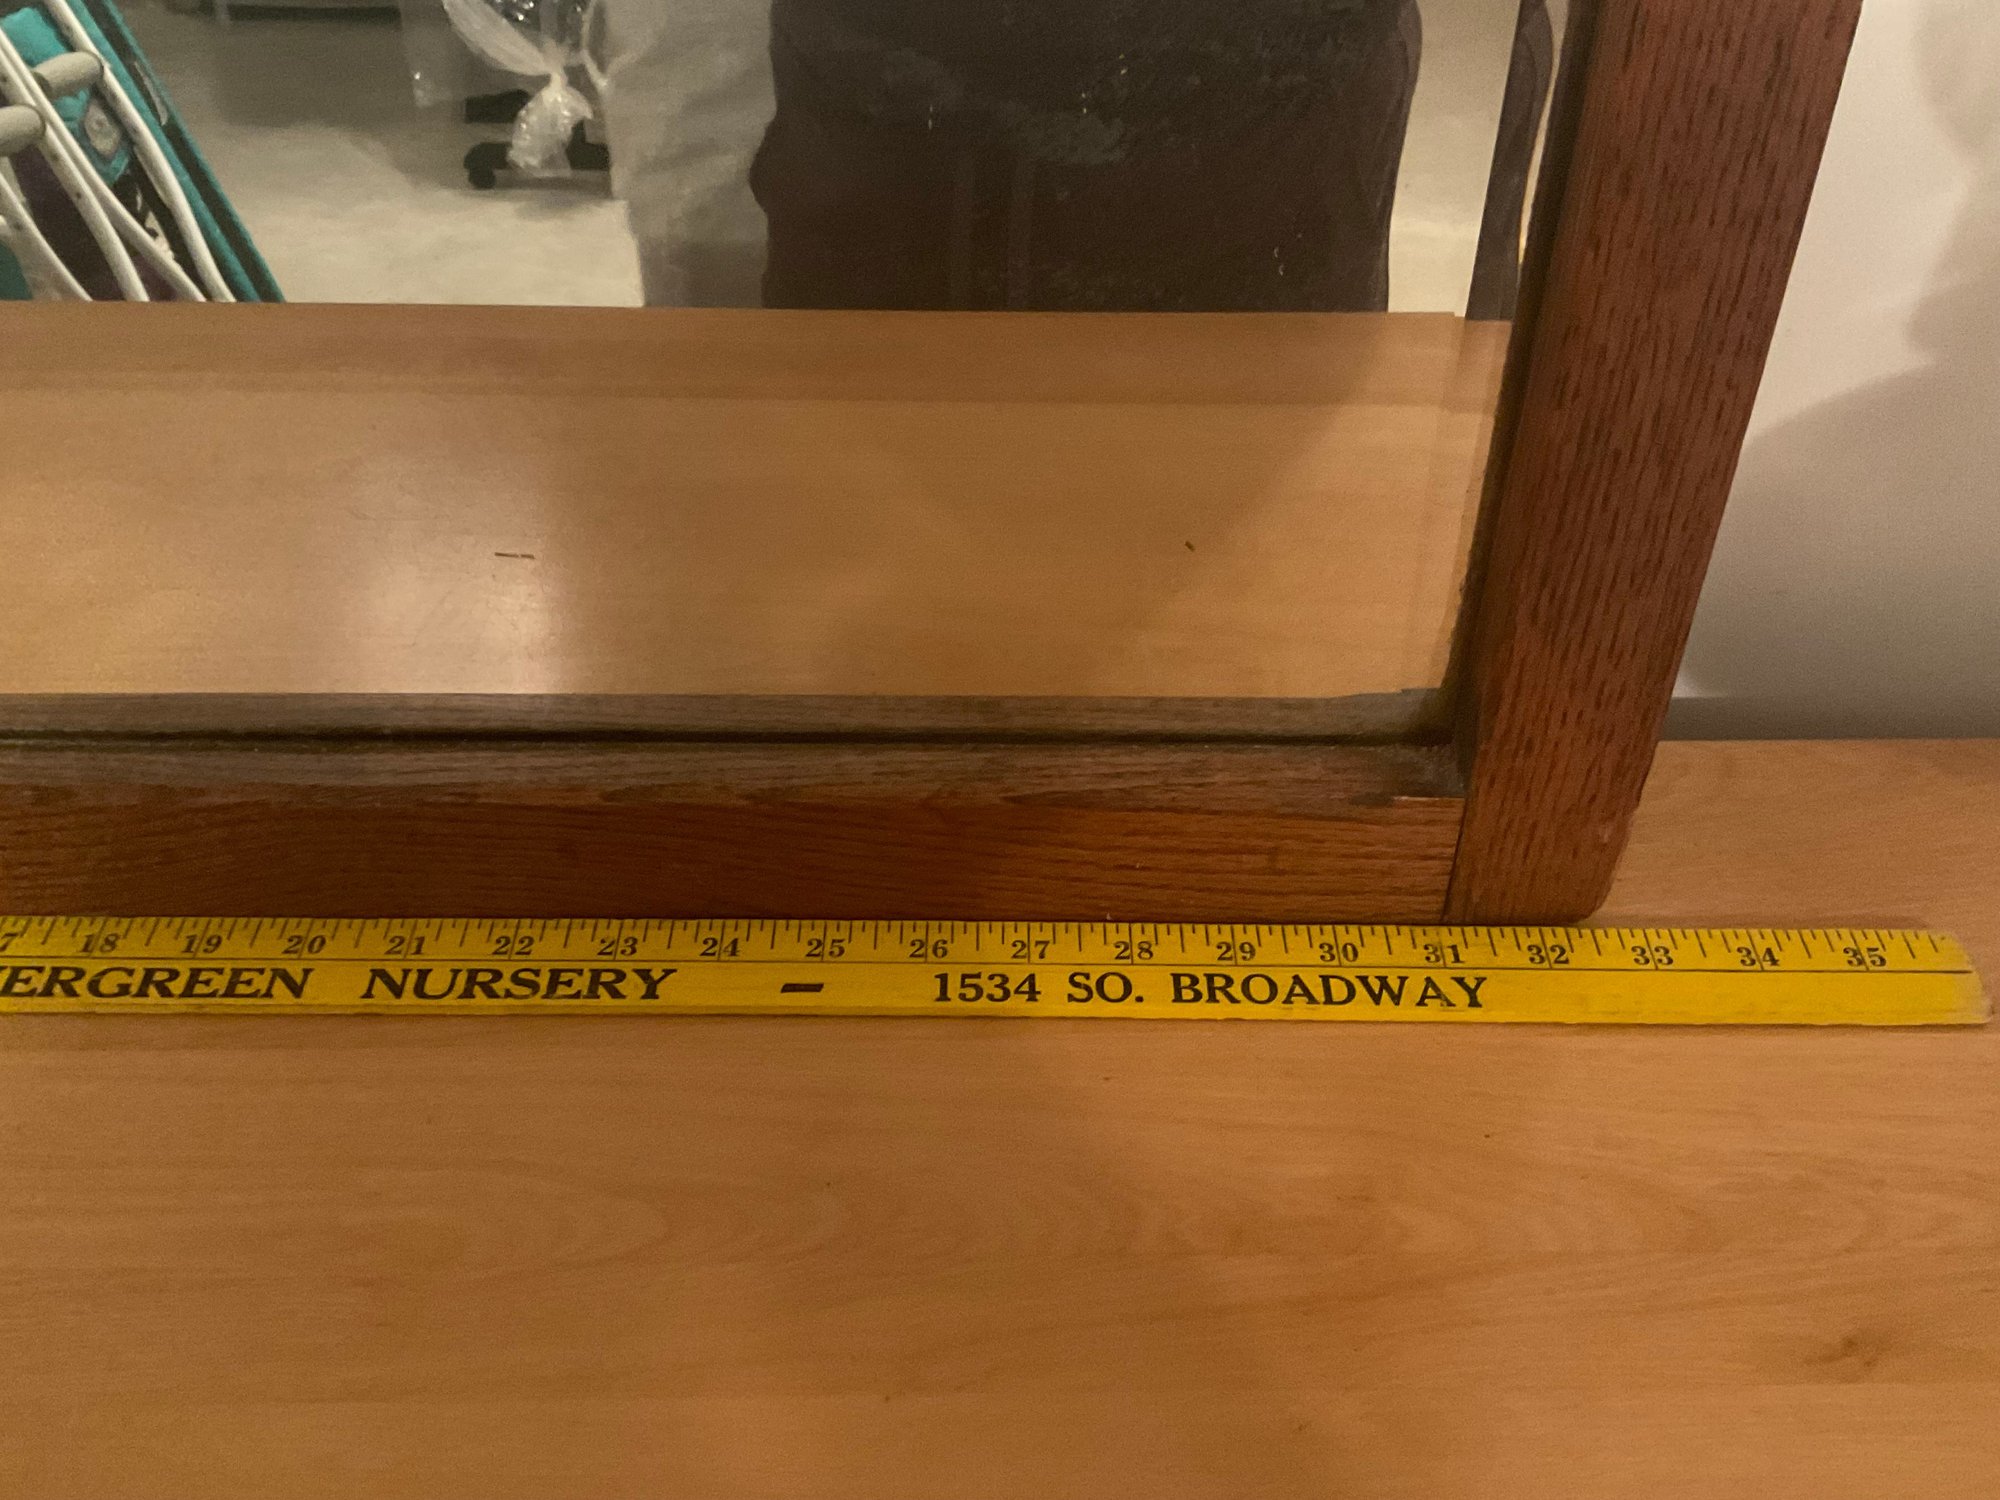 7 18 19 20 21 22 23 24 25 26 27 28 29 30 31 32 33 34 35
ERGREEN NURSERY - 1534 SO. BROADWAY